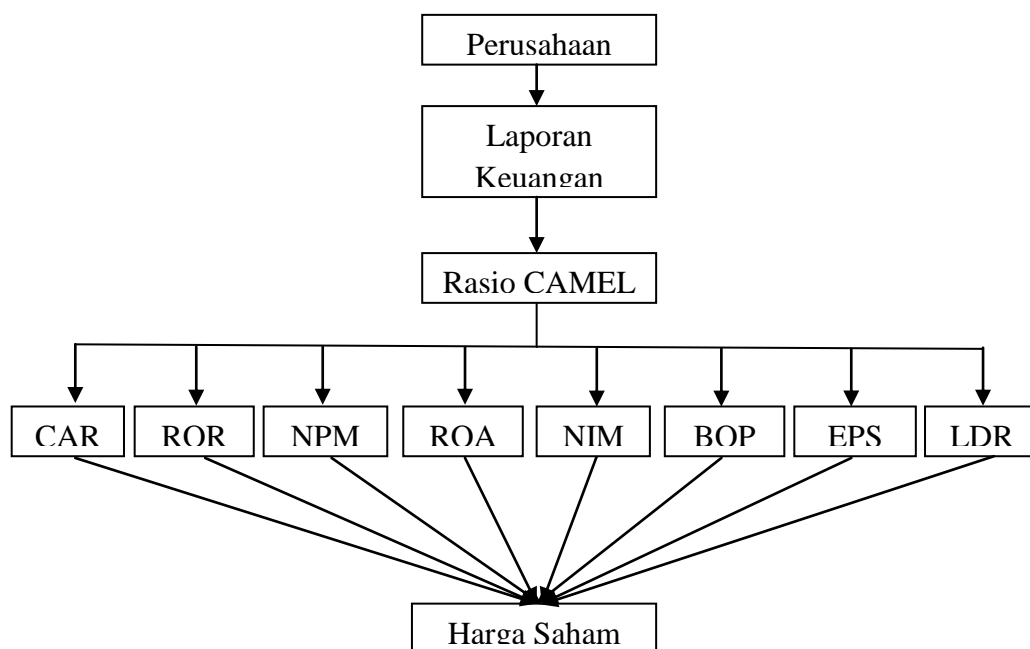 Perusahaan
Laporan
Keuangan
Rasio CAMEL
CAR ROR NPM ROA NIM BOP EPS LDR
Harga Saham